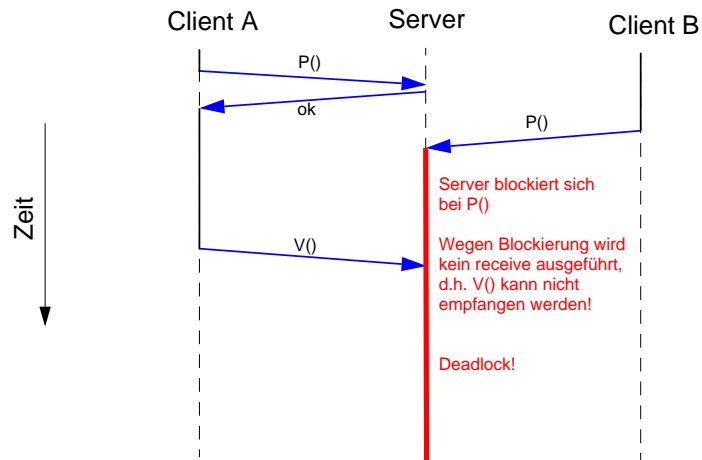 Client A
Server
Client B
P()
ok
P()
Zeit
Server blockiert sich
bei P()
V()
Wegen Blockierung wird
kein receive ausgeführt,
d.h. V() kann nicht
empfangen werden!
Deadlock!